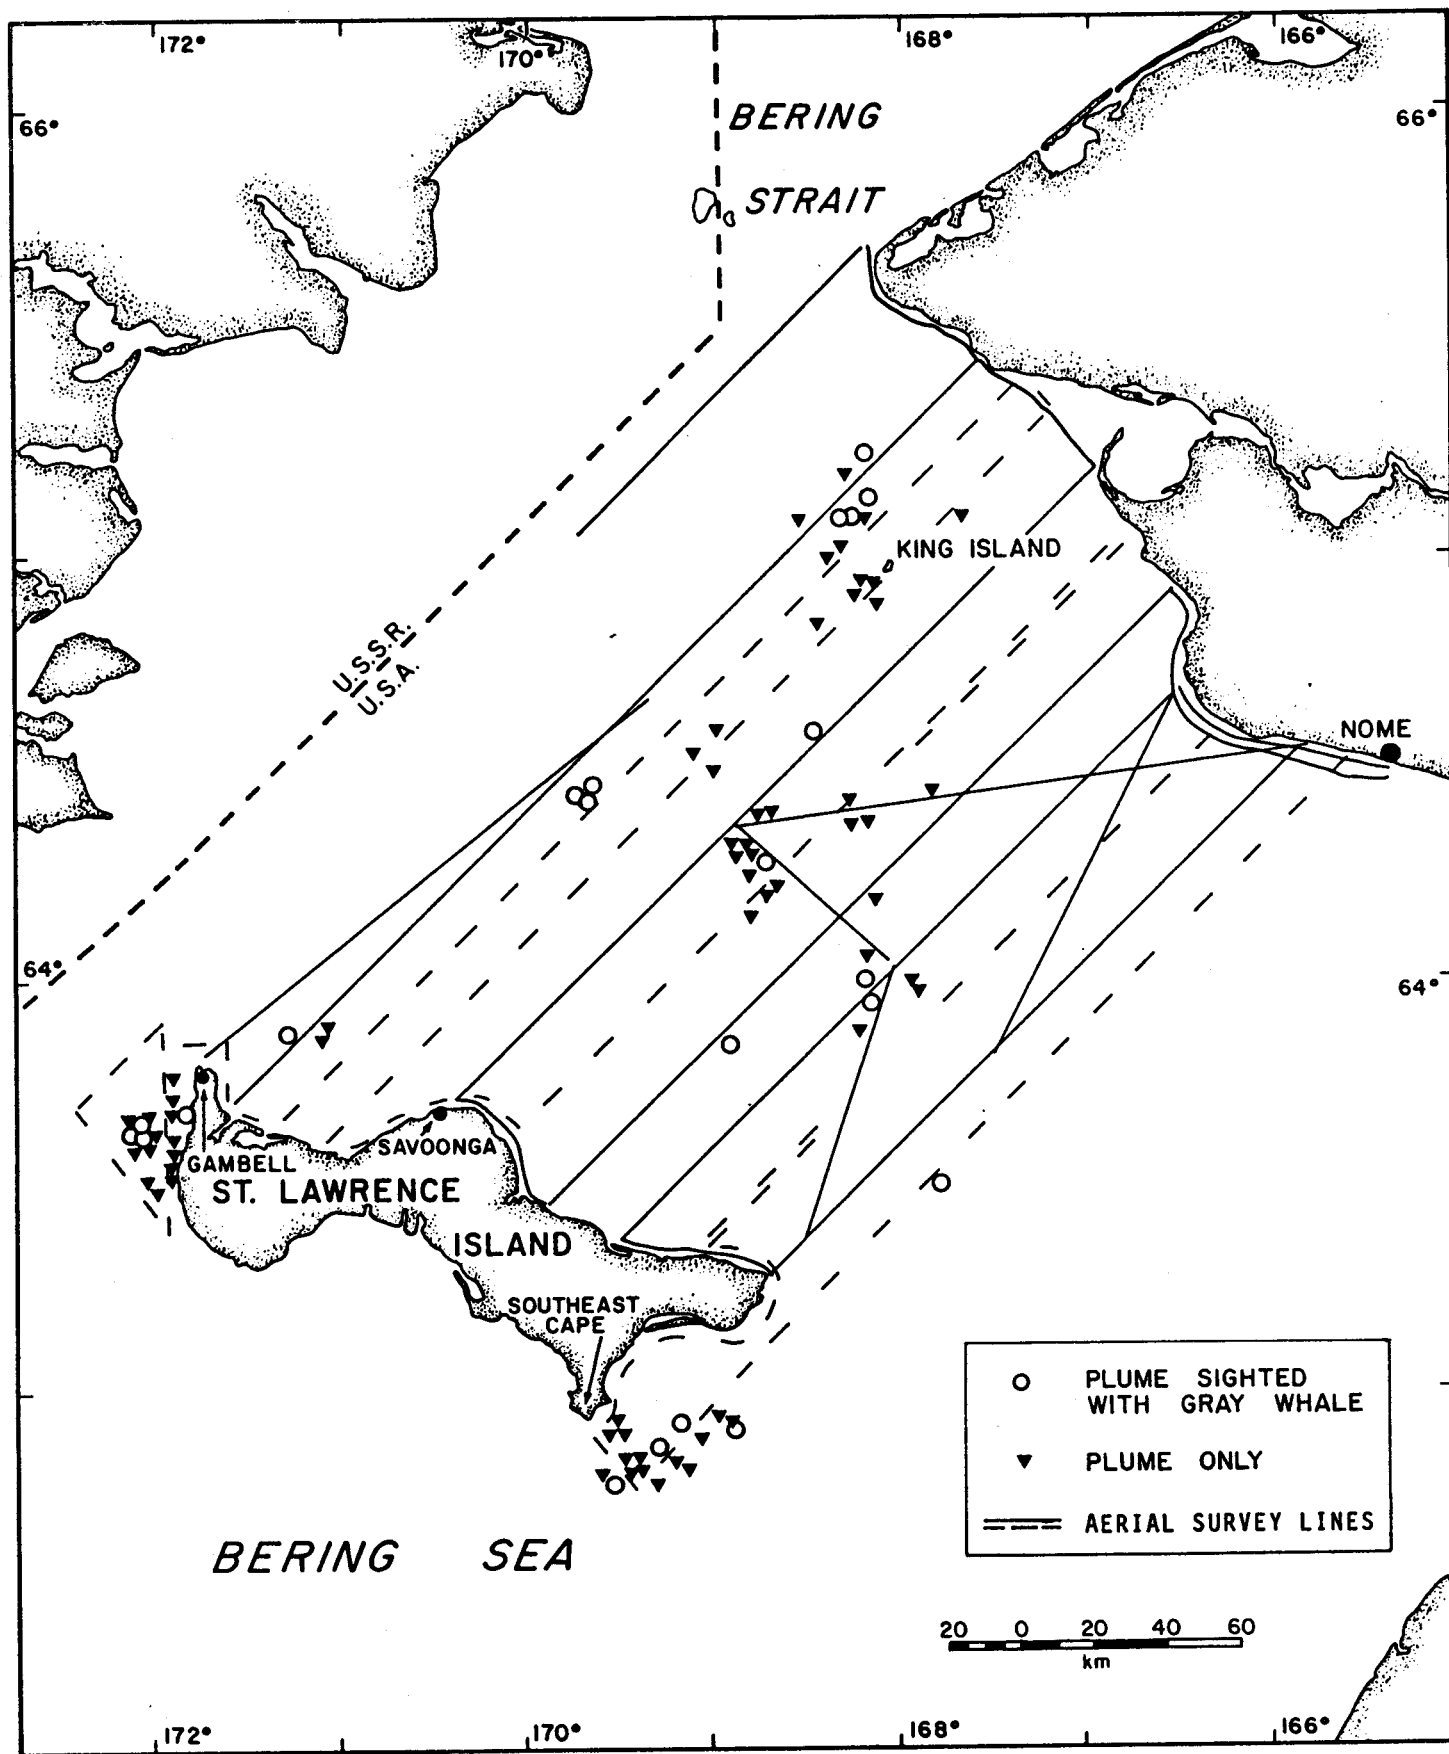 172°
170°
168°
166°
66°
BERING
66°
STRAIT
KING ISLAND
U.S.S.R.
U.S.A.
NOME
64°
64°
SAVOONGA
GAMBELL
ST. LAWRENCE
ISLAND
SOUTHEAST
CAPE
PLUME SIGHTED
WITH GRAY WHALE
PLUME ONLY
AERIAL SURVEY LINES
BERING SEA
20 0 20 40 60
km
172°
170°
168°
166°